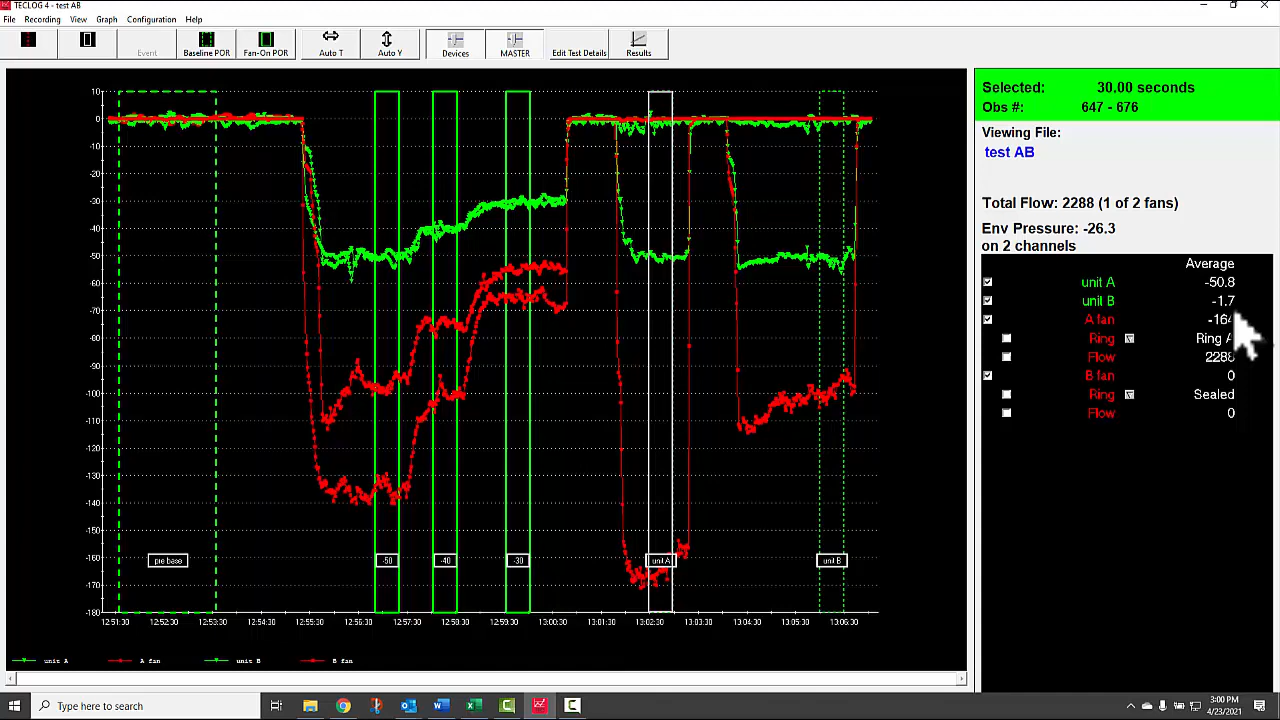 TECLOG 4 - test AB
File Recording View Graph Configuration Help
Event Baseline POR Fan-On POR Auto T Auto Y Devices MASTER Edit Test Details Results
Selected: 30.00 seconds
Obs #: 647 - 676
Viewing File:
test AB
Total Flow: 2288 (1 of 2 fans)
Env Pressure: -26.3
on 2 channels
Average
unit A -50.8
unit B -1.7
A fan -164
Ring Ring A
Flow 2288
B fan 0
Ring Sealed
Flow 0
10
0
-10
-20
-30
-40
-50
-60
-70
-80
-90
-100
-110
-120
-130
-140
-150
-160
-170
-180
pre base -50 -40 -30 unit A unit B
12:51:30 12:52:30 12:53:30 12:54:30 12:55:30 12:56:30 12:57:30 12:58:30 12:59:30 13:00:30 13:01:30 13:02:30 13:03:30 13:04:30 13:05:30 13:06:30
unit A A fan unit B B fan
Type here to search
3:00 PM
4/23/2021